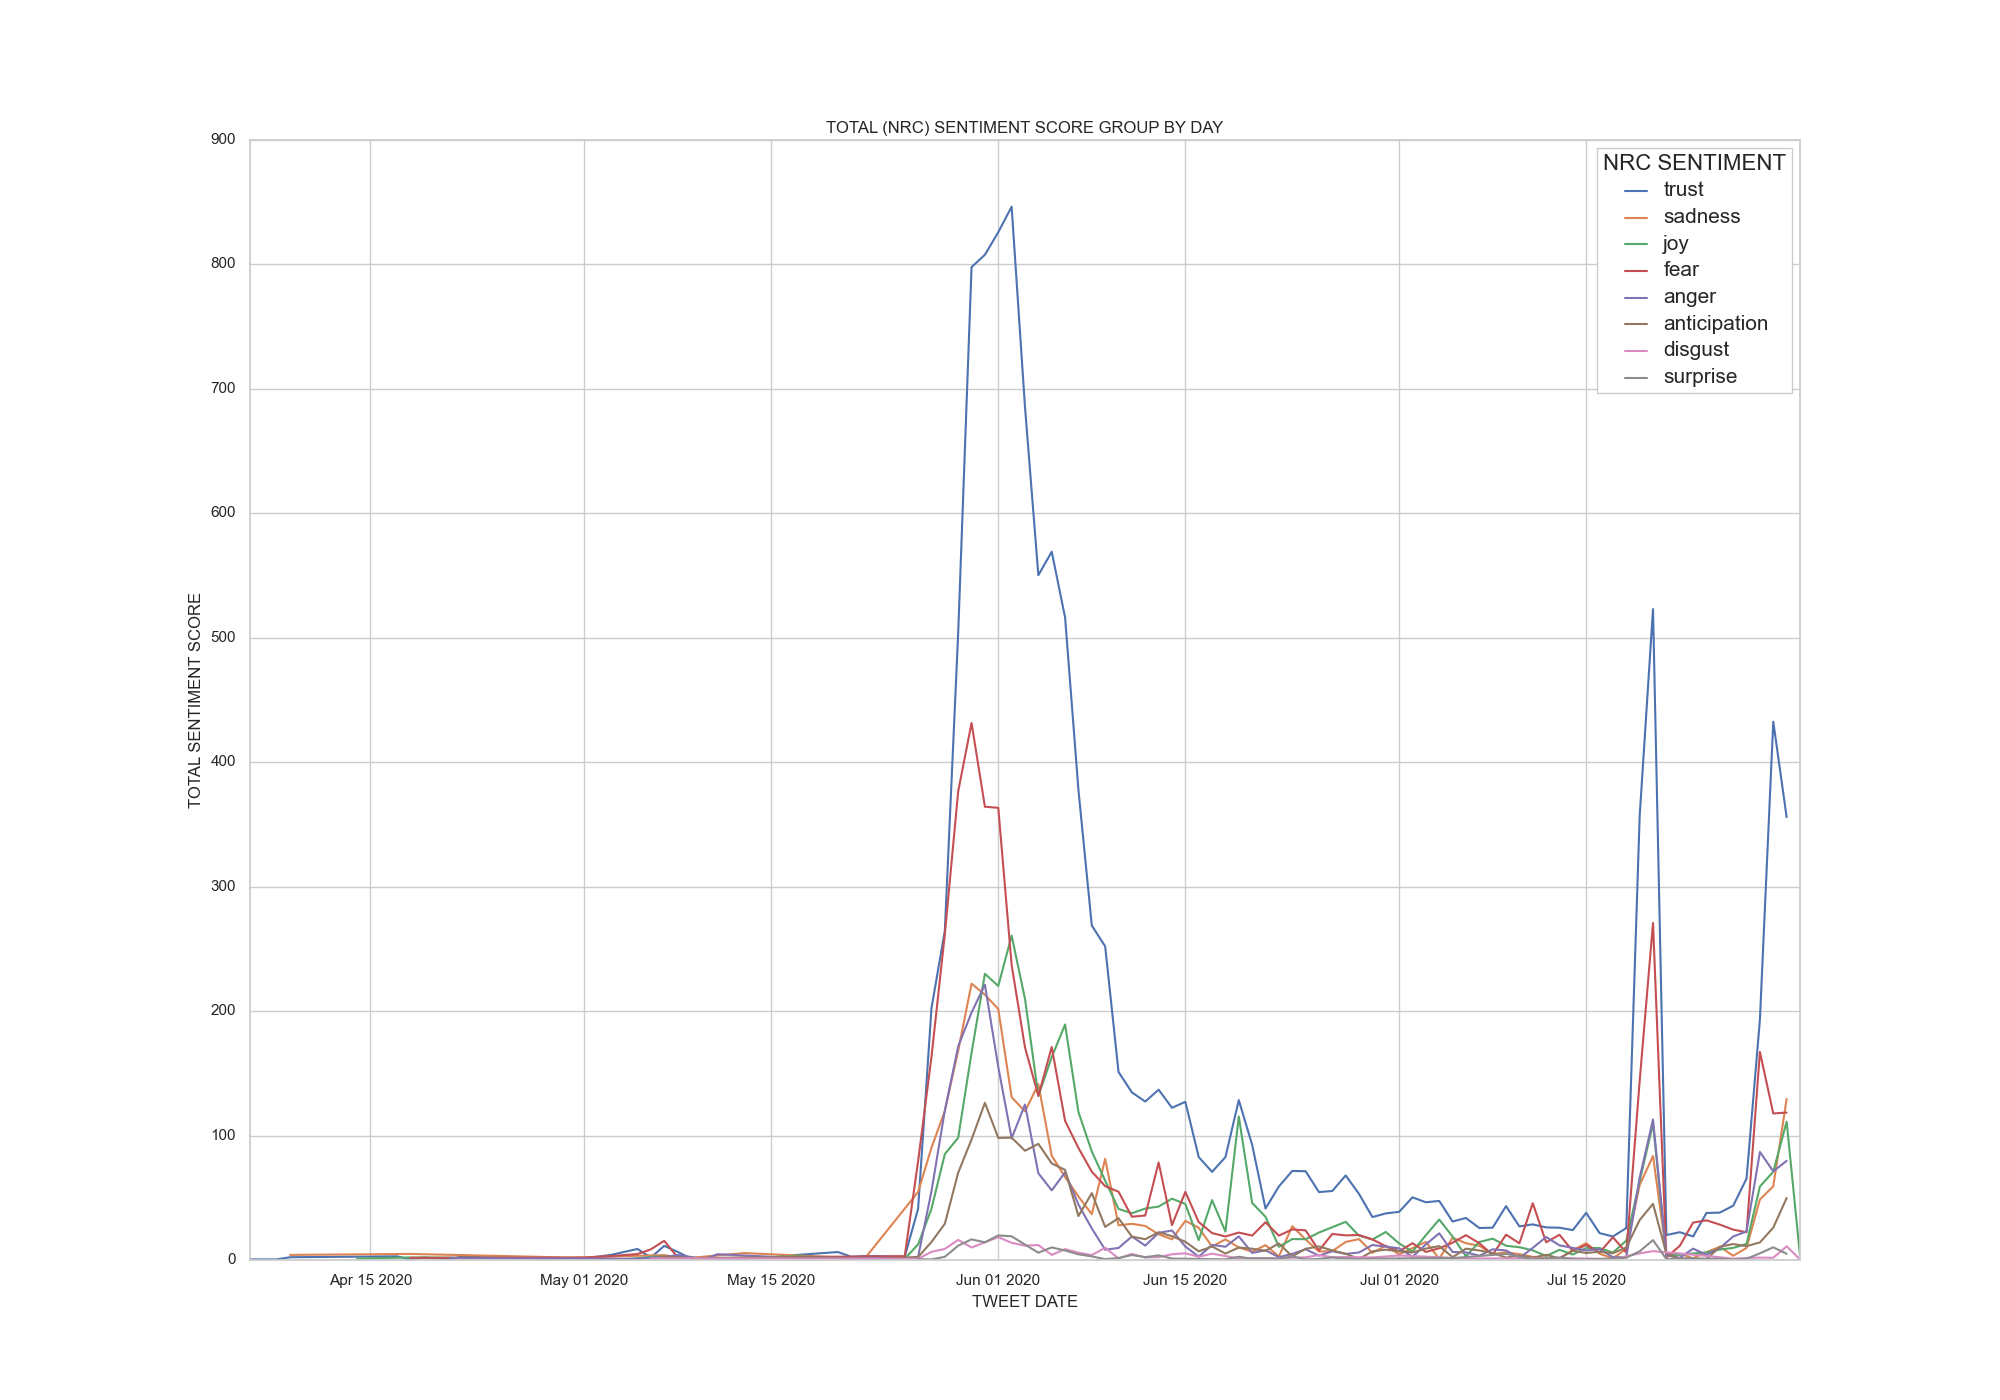 TOTAL (NRC) SENTIMENT SCORE GROUP BY DAY
900
800
700
600
500
400
300
200
100
0
TOTAL SENTIMENT SCORE
NRC SENTIMENT
trust
sadness
joy
fear
anger
anticipation
disgust
surprise
Apr 15 2020
May 01 2020
May 15 2020
Jun 01 2020
Jun 15 2020
Jul 01 2020
Jul 15 2020
TWEET DATE